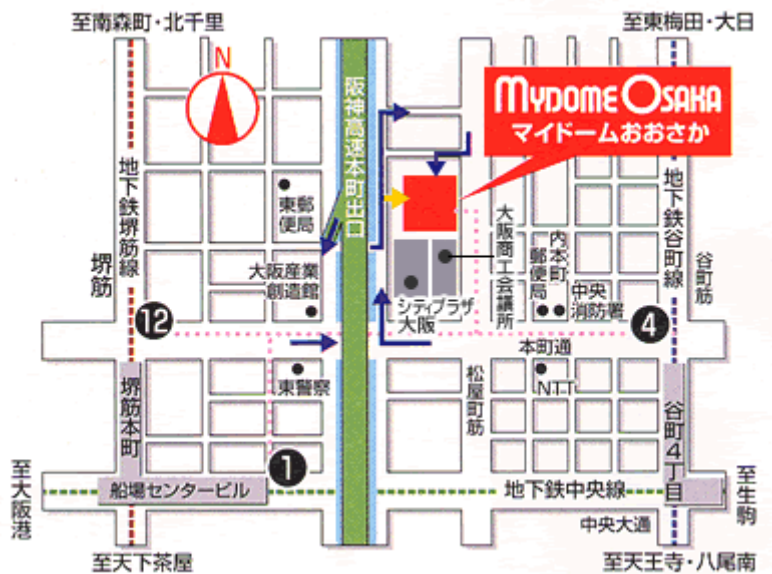 至南森町・北千里
至東梅田・大日
N
MYDOME OSAKA
マイドームおおさか
阪神高速本町出口
地下鉄堺筋線
堺筋
東郵
便局
大阪産業
創造館
大阪商工会議所
内本町
郵便局
中央
消防署
地下鉄谷町線
谷町筋
シティプラザ
大阪
12
4
本町通
東警察
松屋町筋
NTT
堺筋本町
谷町4丁目
1
至大阪港
船場センタービル
地下鉄中央線
至生駒
中央大通
至天下茶屋
至天王寺・八尾南